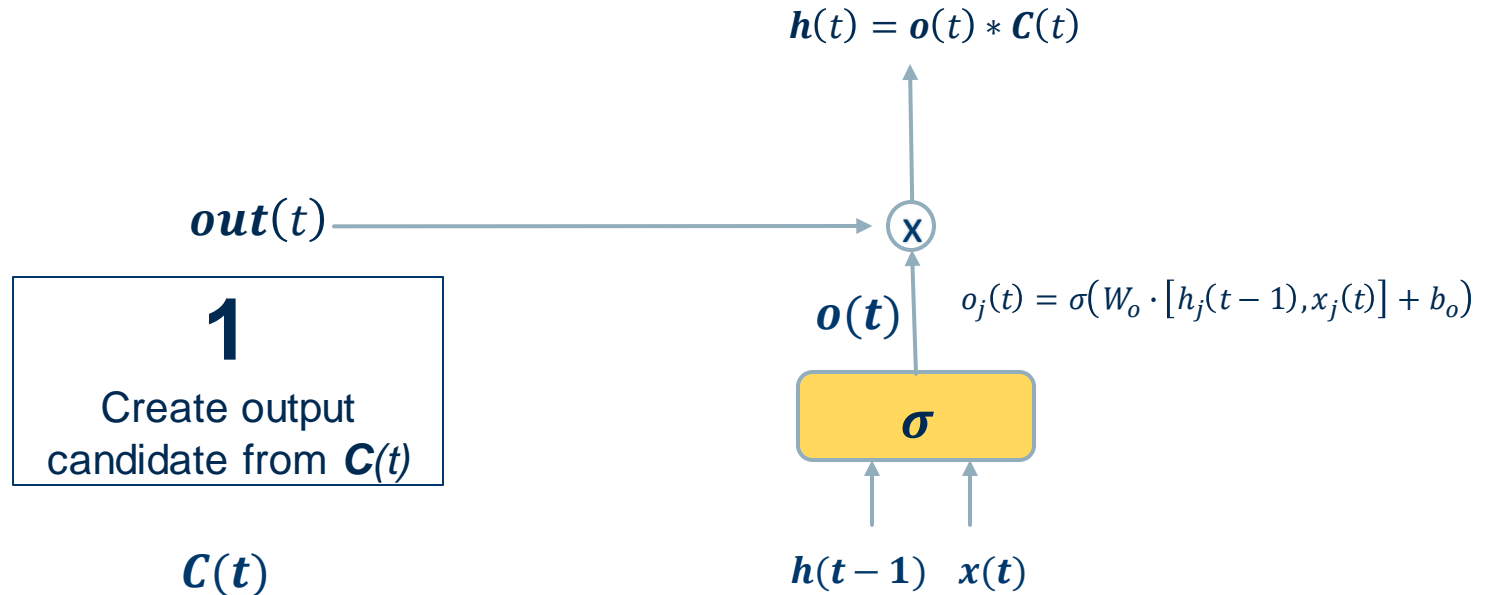 h(t) = o(t) * C(t)
out(t)
x
1
Create output
candidate from C(t)
o(t)
o_j(t) = σ(W_o · [h_j(t − 1), x_j(t)] + b_o)
σ
C(t)
h(t − 1) x(t)